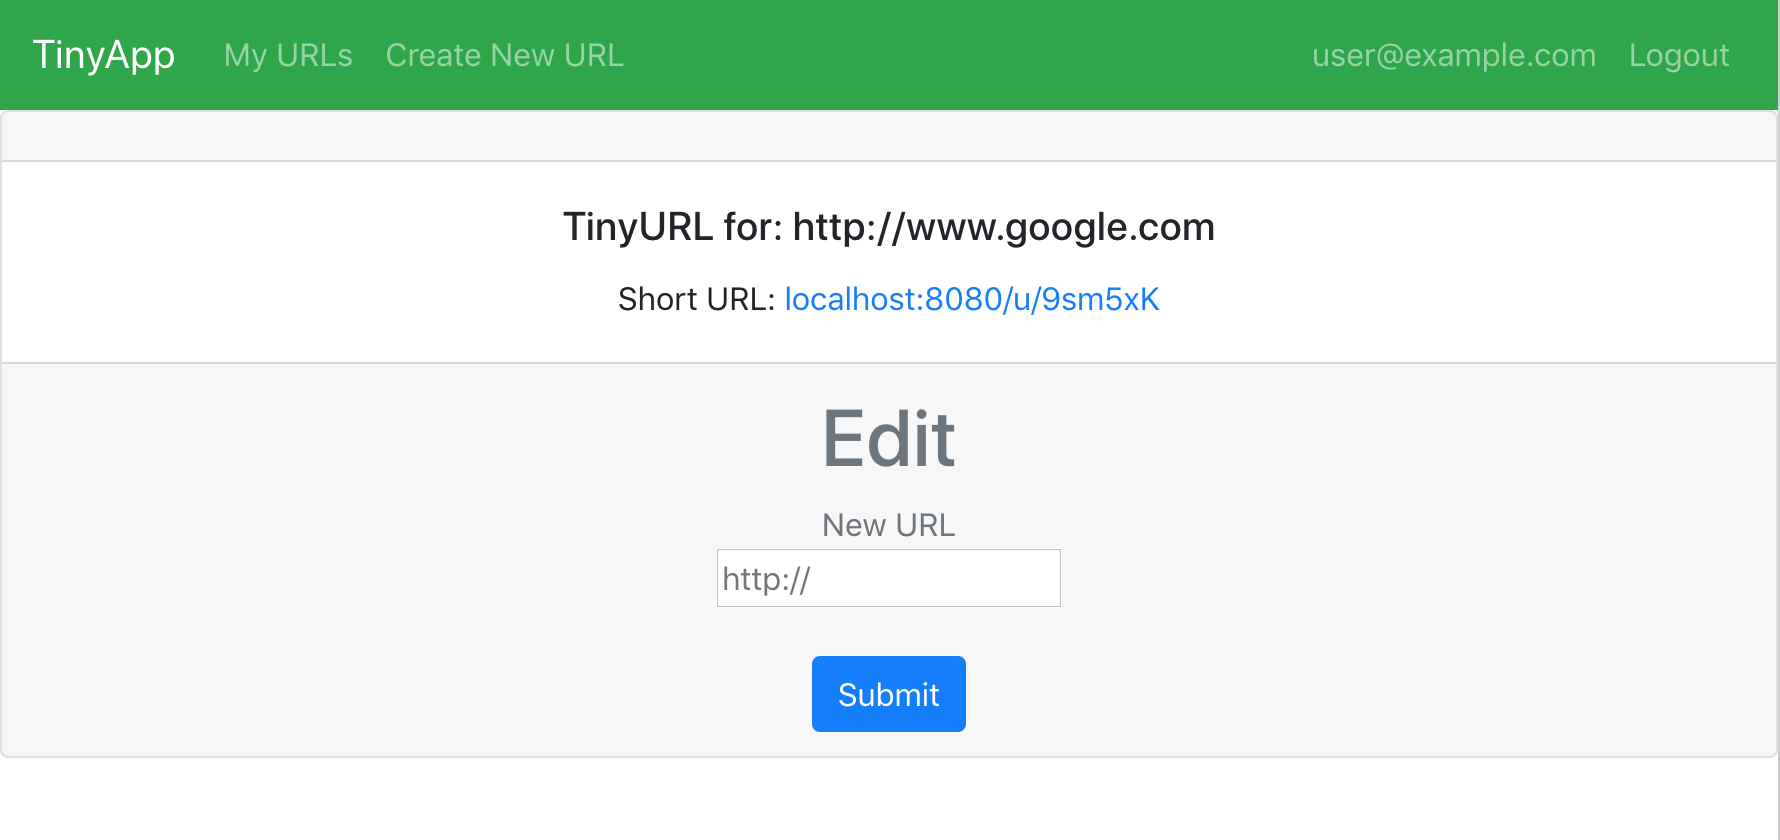 TinyApp My URLs Create New URL user@example.com Logout
TinyURL for: http://www.google.com
Short URL: localhost:8080/u/9sm5xK
Edit
New URL
http://
Submit